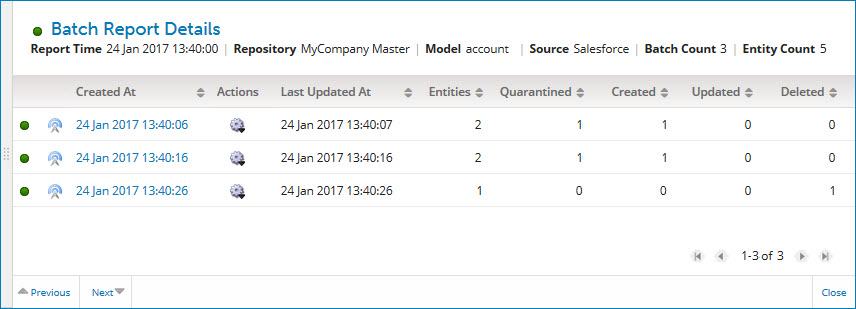 Batch Report Details
Report Time 24 Jan 2017 13:40:00 | Repository MyCompany Master | Model account | Source Salesforce | Batch Count 3 | Entity Count 5
Created At Actions Last Updated At Entities Quarantined Created Updated Deleted
24 Jan 2017 13:40:06 24 Jan 2017 13:40:07 2 1 1 0 0
24 Jan 2017 13:40:16 24 Jan 2017 13:40:16 2 1 1 0 0
24 Jan 2017 13:40:26 24 Jan 2017 13:40:26 1 0 0 0 1
1-3 of 3
Previous Next Close